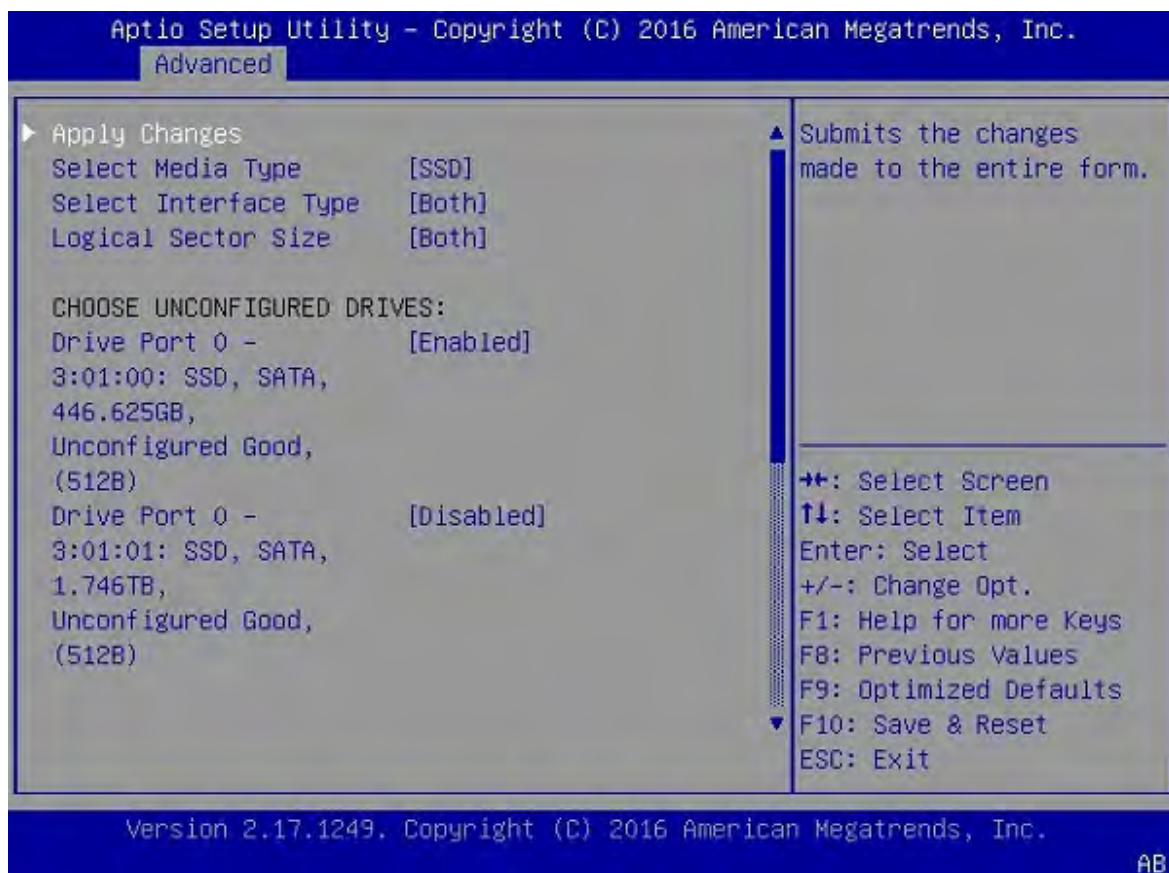 Aptio Setup Utility – Copyright (C) 2016 American Megatrends, Inc.
Advanced
Apply Changes
Select Media Type [SSD]
Select Interface Type [Both]
Logical Sector Size [Both]
CHOOSE UNCONFIGURED DRIVES:
Drive Port 0 – [Enabled]
3:01:00: SSD, SATA,
446.625GB,
Unconfigured Good,
(512B)
Drive Port 0 – [Disabled]
3:01:01: SSD, SATA,
1.746TB,
Unconfigured Good,
(512B)
Submits the changes
made to the entire form.
→←: Select Screen
↑↓: Select Item
Enter: Select
+/-: Change Opt.
F1: Help for more Keys
F8: Previous Values
F9: Optimized Defaults
F10: Save & Reset
ESC: Exit
Version 2.17.1249. Copyright (C) 2016 American Megatrends, Inc.
AB